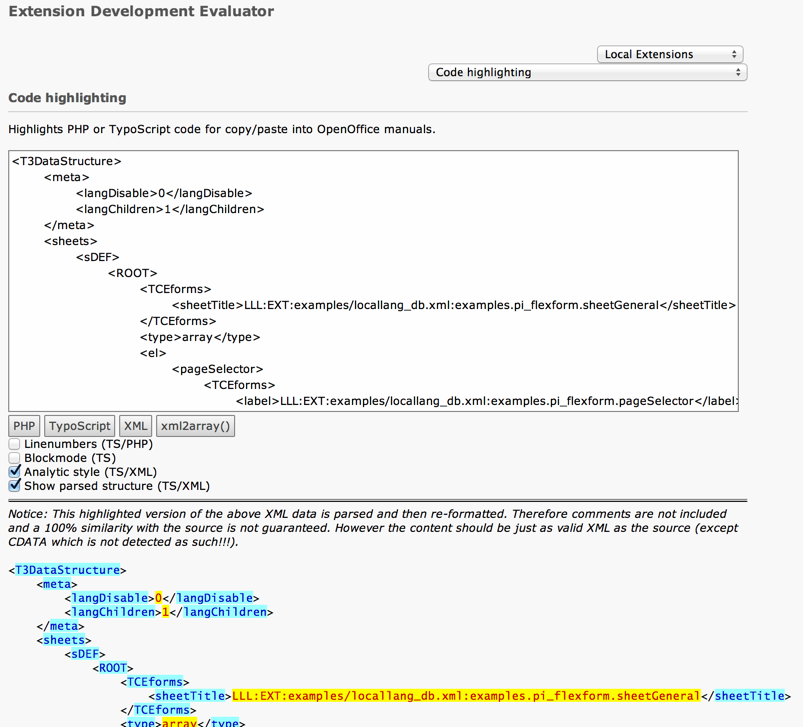 Extension Development Evaluator
Local Extensions
Code highlighting
Code highlighting
Highlights PHP or TypoScript code for copy/paste into OpenOffice manuals.
<T3DataStructure>
<meta>
<langDisable>0</langDisable>
<langChildren>1</langChildren>
</meta>
<sheets>
<sDEF>
<ROOT>
<TCEforms>
<sheetTitle>LLL:EXT:examples/locallang_db.xml:examples.pi_flexform.sheetGeneral</sheetTitle>
</TCEforms>
<type>array</type>
<el>
<pageSelector>
<TCEforms>
<label>LLL:EXT:examples/locallang_db.xml:examples.pi_flexform.pageSelector</label>
PHP TypoScript XML xml2array()
Linenumbers (TS/PHP)
Blockmode (TS)
Analytic style (TS/XML)
Show parsed structure (TS/XML)
Notice: This highlighted version of the above XML data is parsed and then re-formatted. Therefore comments are not included
and a 100% similarity with the source is not guaranteed. However the content should be just as valid XML as the source (except
CDATA which is not detected as such!!!).
<T3DataStructure>
<meta>
<langDisable>0</langDisable>
<langChildren>1</langChildren>
</meta>
<sheets>
<sDEF>
<ROOT>
<TCEforms>
<sheetTitle>LLL:EXT:examples/locallang_db.xml:examples.pi_flexform.sheetGeneral</sheetTitle>
</TCEforms>
<type>array</type>